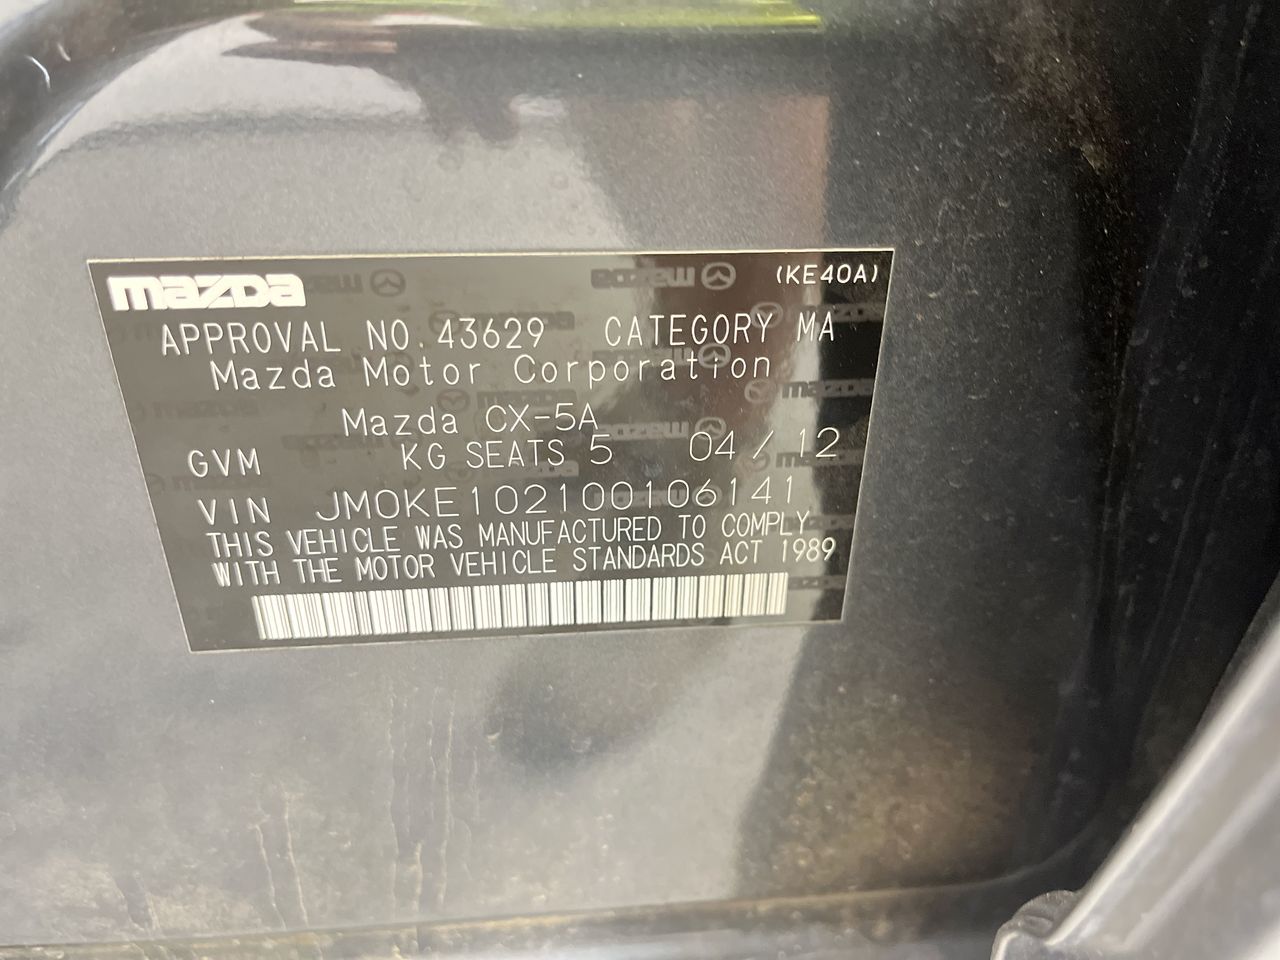 mazda (KE40A)
APPROVAL NO.43629 CATEGORY MA
Mazda Motor Corporation
Mazda CX-5A
GVM KG SEATS 5 04/12
VIN JM0KE102100106141
THIS VEHICLE WAS MANUFACTURED TO COMPLY
WITH THE MOTOR VEHICLE STANDARDS ACT 1989